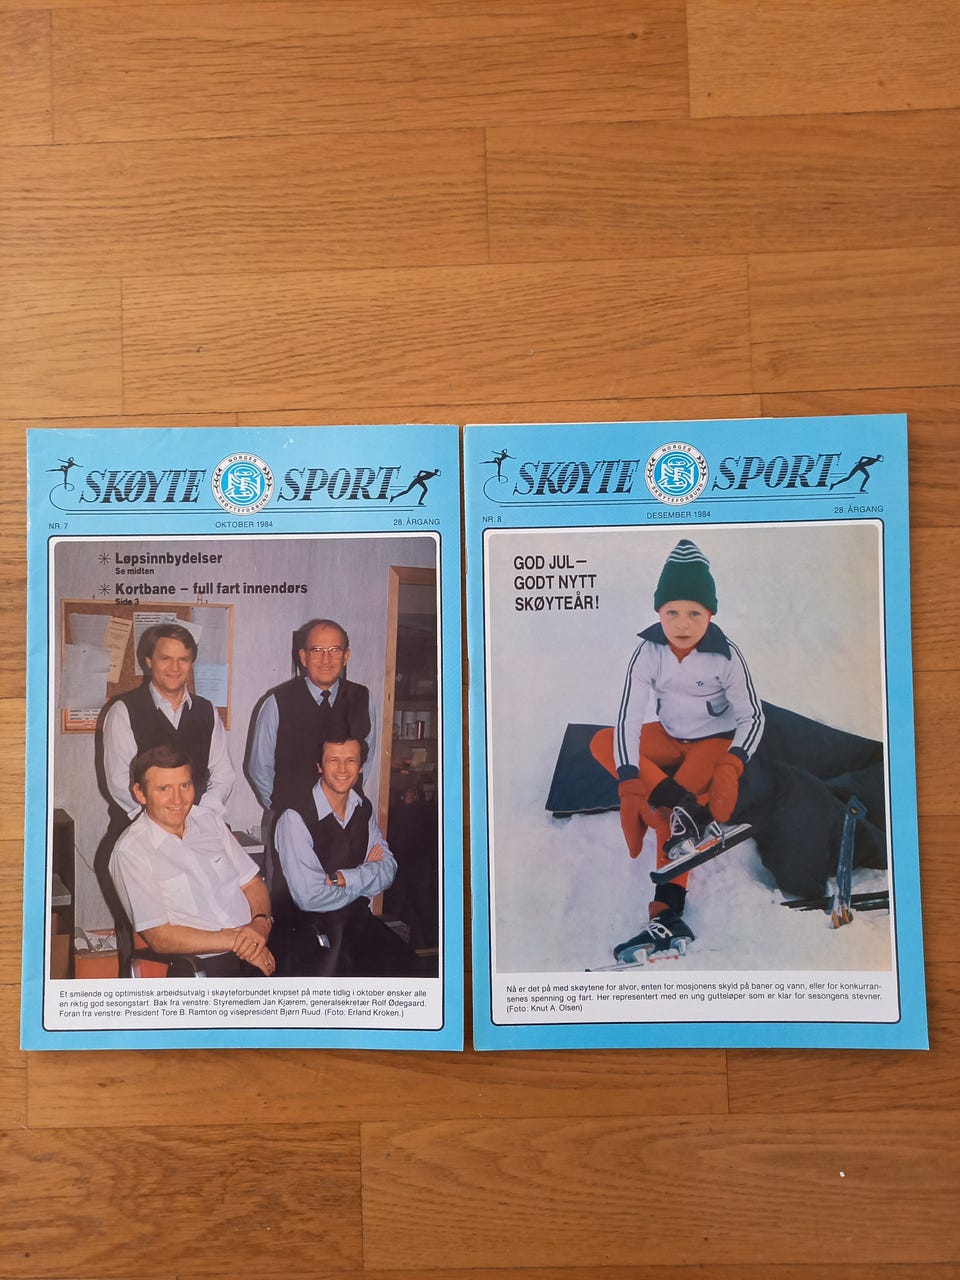 SKØYTE SPORT
NORGES
SKØYTEFORBUND
NR. 7
OKTOBER 1984
28. ÅRGANG
✳ Løpsinnbydelser
Se midten
✳ Kortbane – full fart innendørs
Side 3
Et smilende og optimistisk arbeidsutvalg i skøyteforbundet knipset på møte tidlig i oktober ønsker alle
en riktig god sesongstart. Bak fra venstre: Styremedlem Jan Kjærem, generalsekretær Rolf Ødegaard.
Foran fra venstre: President Tore B. Ramton og visepresident Bjørn Ruud. (Foto: Erland Kroken.)
SKØYTE SPORT
NORGES
SKØYTEFORBUND
NR. 8
DESEMBER 1984
28. ÅRGANG
GOD JUL—
GODT NYTT
SKØYTEÅR!
Nå er det på med skøytene for alvor, enten for mosjonens skyld på baner og vann, eller for konkurran-
senes spenning og fart. Her representert med en ung gutteløper som er klar for sesongens stevner.
(Foto: Knut A. Olsen)